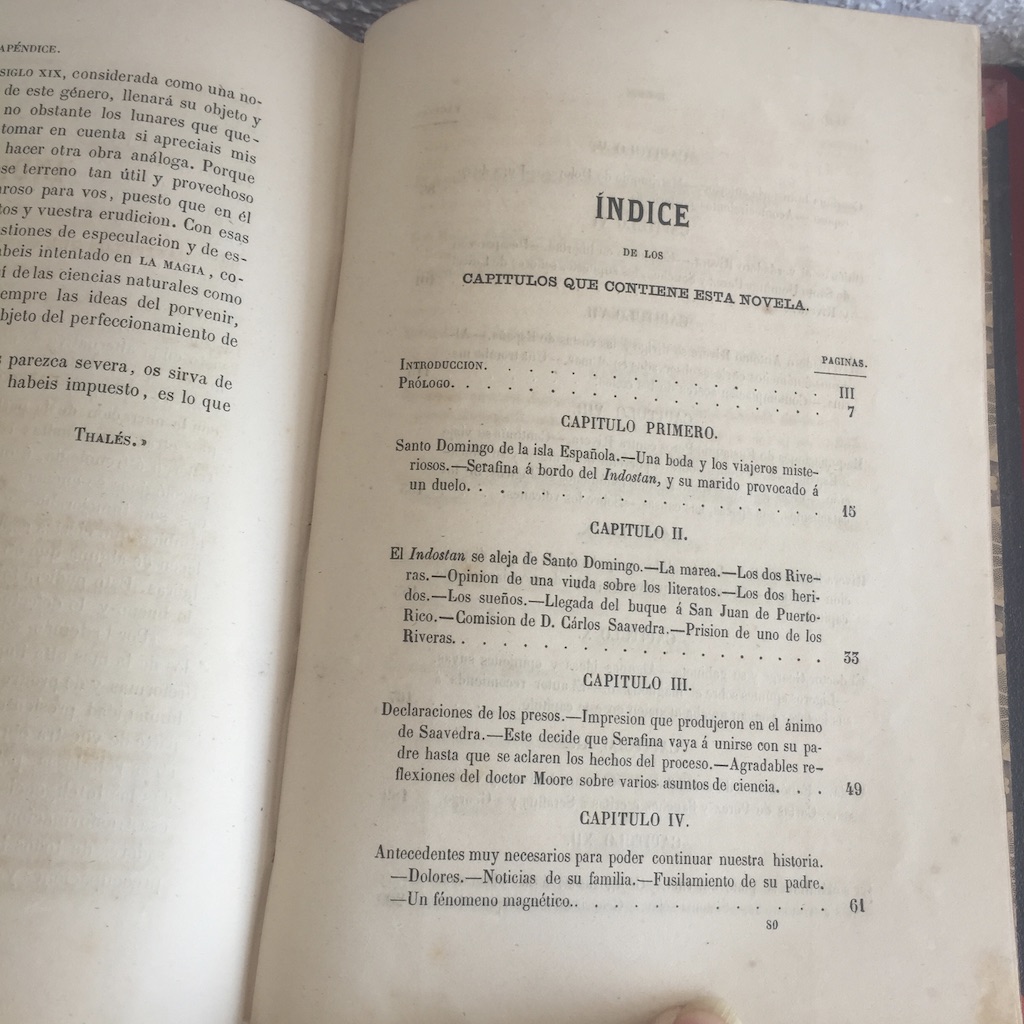 APÉNDICE.
SIGLO XIX, considerada como una no-
de este género, llenará su objeto y
no obstante los lunares que que-
tomar en cuenta si apreciais mis
hacer otra obra análoga. Porque
se terreno tan útil y provechoso
roso para vos, puesto que en él
tos y vuestra erudicion. Con esas
stiones de especulacion y de es-
abeis intentado en LA MAGIA, co-
í de las ciencias naturales como
empre las ideas del porvenir,
bjeto del perfeccionamiento de
parezca severa, os sirva de
habeis impuesto, es lo que
THALÉS.»
ÍNDICE
DE LOS
CAPITULOS QUE CONTIENE ESTA NOVELA.
PAGINAS.
INTRODUCCION. . . . . . . . . . . . . . . . III
PRÓLOGO. . . . . . . . . . . . . . . . . . 7
CAPITULO PRIMERO.
Santo Domingo de la isla Española.—Una boda y los viajeros miste-
riosos.—Serafina á bordo del Indostan, y su marido provocado á
un duelo. . . . . . . . . . . . . . . . . 15
CAPITULO II.
El Indostan se aleja de Santo Domingo.—La marea.—Los dos Rive-
ras.—Opinion de una viuda sobre los literatos.—Los dos heri-
dos.—Los sueños.—Llegada del buque á San Juan de Puerto-
Rico.—Comision de D. Cárlos Saavedra.—Prision de uno de los
Riveras. . . . . . . . . . . . . . . . . . 33
CAPITULO III.
Declaraciones de los presos.—Impresion que produjeron en el ánimo
de Saavedra.—Este decide que Serafina vaya á unirse con su pa-
dre hasta que se aclaren los hechos del proceso.—Agradables re-
flexiones del doctor Moore sobre varios asuntos de ciencia. . . 49
CAPITULO IV.
Antecedentes muy necesarios para poder continuar nuestra historia.
—Dolores.—Noticias de su familia.—Fusilamiento de su padre.
—Un fénomeno magnético. . . . . . . . . . . 61
80